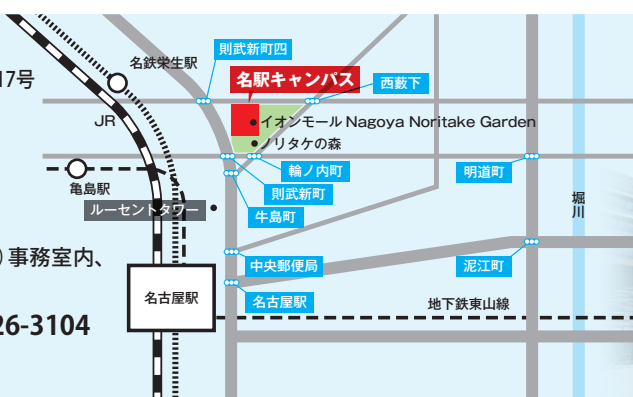 則武新町四
名鉄栄生駅
17号
名駅キャンパス
西藪下
JR
イオンモール Nagoya Noritake Garden
ノリタケの森
輪ノ内町
明道町
亀島駅
則武新町
堀川
ルーセントタワー
牛島町
）事務室内、
中央郵便局
泥江町
名古屋駅
名古屋駅
地下鉄東山線
26-3104